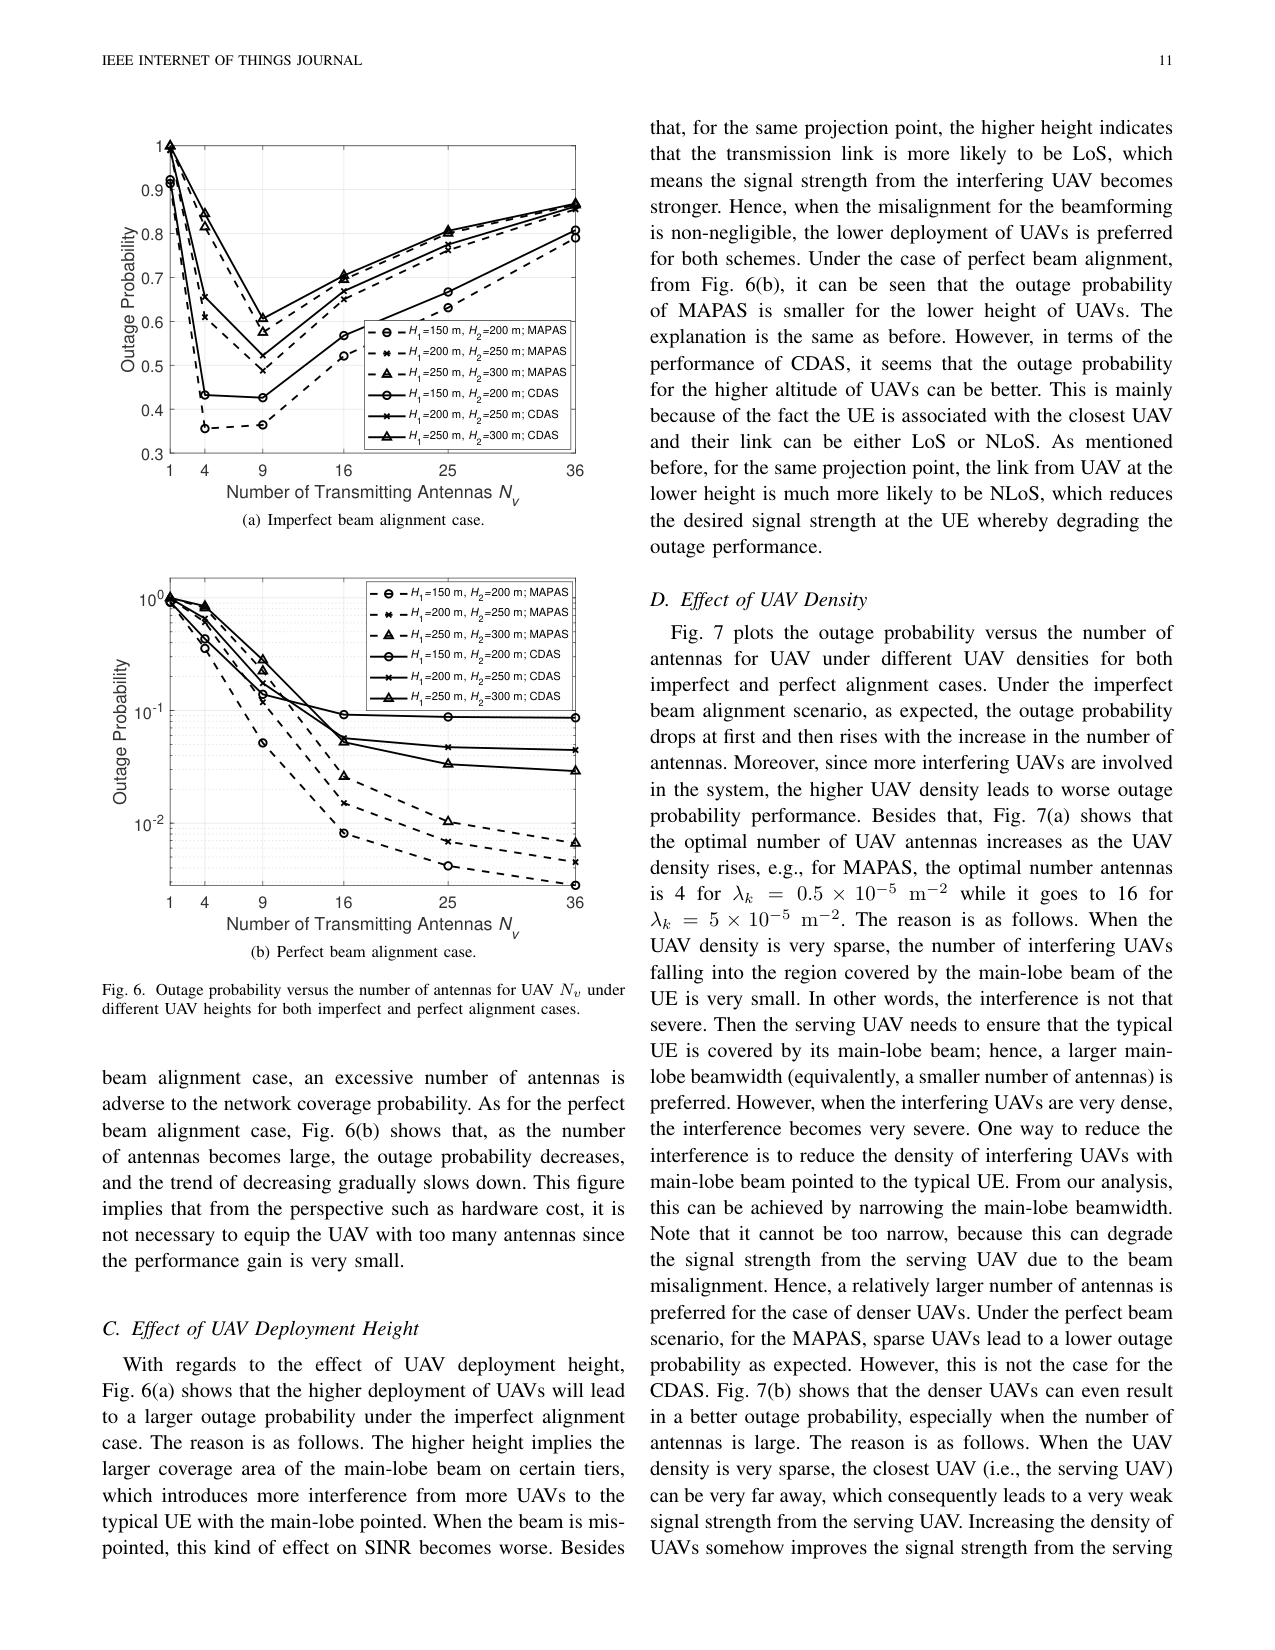 IEEE INTERNET OF THINGS JOURNAL 11
1
0.9
0.8
0.7
0.6
0.5
0.4
0.3
Outage Probability
H1=150 m, H2=200 m; MAPAS
H1=200 m, H2=250 m; MAPAS
H1=250 m, H2=300 m; MAPAS
H1=150 m, H2=200 m; CDAS
H1=200 m, H2=250 m; CDAS
H1=250 m, H2=300 m; CDAS
1 4 9 16 25 36
Number of Transmitting Antennas Nv
(a) Imperfect beam alignment case.
10^0
10^-1
10^-2
Outage Probability
H1=150 m, H2=200 m; MAPAS
H1=200 m, H2=250 m; MAPAS
H1=250 m, H2=300 m; MAPAS
H1=150 m, H2=200 m; CDAS
H1=200 m, H2=250 m; CDAS
H1=250 m, H2=300 m; CDAS
1 4 9 16 25 36
Number of Transmitting Antennas Nv
(b) Perfect beam alignment case.
Fig. 6. Outage probability versus the number of antennas for UAV Nv under
different UAV heights for both imperfect and perfect alignment cases.
beam alignment case, an excessive number of antennas is
adverse to the network coverage probability. As for the perfect
beam alignment case, Fig. 6(b) shows that, as the number
of antennas becomes large, the outage probability decreases,
and the trend of decreasing gradually slows down. This figure
implies that from the perspective such as hardware cost, it is
not necessary to equip the UAV with too many antennas since
the performance gain is very small.
C. Effect of UAV Deployment Height
With regards to the effect of UAV deployment height,
Fig. 6(a) shows that the higher deployment of UAVs will lead
to a larger outage probability under the imperfect alignment
case. The reason is as follows. The higher height implies the
larger coverage area of the main-lobe beam on certain tiers,
which introduces more interference from more UAVs to the
typical UE with the main-lobe pointed. When the beam is mis-
pointed, this kind of effect on SINR becomes worse. Besides
that, for the same projection point, the higher height indicates
that the transmission link is more likely to be LoS, which
means the signal strength from the interfering UAV becomes
stronger. Hence, when the misalignment for the beamforming
is non-negligible, the lower deployment of UAVs is preferred
for both schemes. Under the case of perfect beam alignment,
from Fig. 6(b), it can be seen that the outage probability
of MAPAS is smaller for the lower height of UAVs. The
explanation is the same as before. However, in terms of the
performance of CDAS, it seems that the outage probability
for the higher altitude of UAVs can be better. This is mainly
because of the fact the UE is associated with the closest UAV
and their link can be either LoS or NLoS. As mentioned
before, for the same projection point, the link from UAV at the
lower height is much more likely to be NLoS, which reduces
the desired signal strength at the UE whereby degrading the
outage performance.
D. Effect of UAV Density
Fig. 7 plots the outage probability versus the number of
antennas for UAV under different UAV densities for both
imperfect and perfect alignment cases. Under the imperfect
beam alignment scenario, as expected, the outage probability
drops at first and then rises with the increase in the number of
antennas. Moreover, since more interfering UAVs are involved
in the system, the higher UAV density leads to worse outage
probability performance. Besides that, Fig. 7(a) shows that
the optimal number of UAV antennas increases as the UAV
density rises, e.g., for MAPAS, the optimal number antennas
is 4 for λk = 0.5 × 10^−5 m^−2 while it goes to 16 for
λk = 5 × 10^−5 m^−2. The reason is as follows. When the
UAV density is very sparse, the number of interfering UAVs
falling into the region covered by the main-lobe beam of the
UE is very small. In other words, the interference is not that
severe. Then the serving UAV needs to ensure that the typical
UE is covered by its main-lobe beam; hence, a larger main-
lobe beamwidth (equivalently, a smaller number of antennas) is
preferred. However, when the interfering UAVs are very dense,
the interference becomes very severe. One way to reduce the
interference is to reduce the density of interfering UAVs with
main-lobe beam pointed to the typical UE. From our analysis,
this can be achieved by narrowing the main-lobe beamwidth.
Note that it cannot be too narrow, because this can degrade
the signal strength from the serving UAV due to the beam
misalignment. Hence, a relatively larger number of antennas is
preferred for the case of denser UAVs. Under the perfect beam
scenario, for the MAPAS, sparse UAVs lead to a lower outage
probability as expected. However, this is not the case for the
CDAS. Fig. 7(b) shows that the denser UAVs can even result
in a better outage probability, especially when the number of
antennas is large. The reason is as follows. When the UAV
density is very sparse, the closest UAV (i.e., the serving UAV)
can be very far away, which consequently leads to a very weak
signal strength from the serving UAV. Increasing the density of
UAVs somehow improves the signal strength from the serving